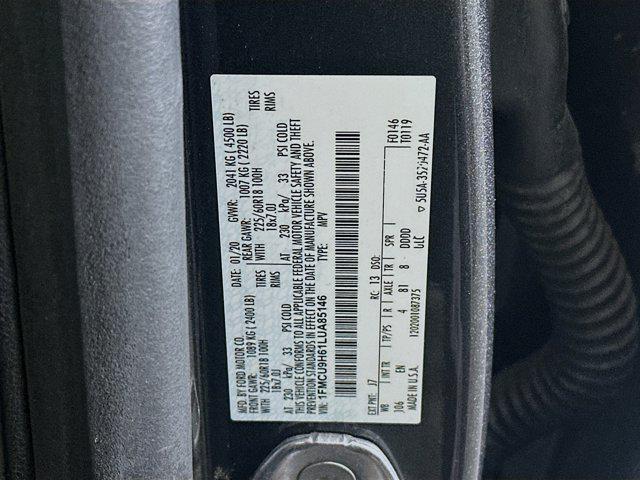 MFD. BY FORD MOTOR CO. DATE: 01/20 GVWR: 2041 KG (4500 LB)
FRONT GAWR: 1089 KG (2400 LB) REAR GAWR: 1007 KG (2220 LB)
225/60R18 100H TIRES WITH 225/60R18 100H TIRES
18x7.0J RIMS 18x7.0J RIMS
AT 230 kPa/ 33 PSI COLD AT 230 kPa/ 33 PSI COLD
THIS VEHICLE CONFORMS TO ALL APPLICABLE FEDERAL MOTOR VEHICLE SAFETY AND THEFT
PREVENTION STANDARDS IN EFFECT ON THE DATE OF MANUFACTURE SHOWN ABOVE.
VIN: 1FMCU9H61LUA85146 TYPE: MPV
F0146
T0119
EXT PNT: J7 RC: 13 DSO:
WB INT TR TP/PS R AXLE TR SPR
106 EN 4 81 8 DDDD
MADE IN U.S.A. 1202001087375 ULC